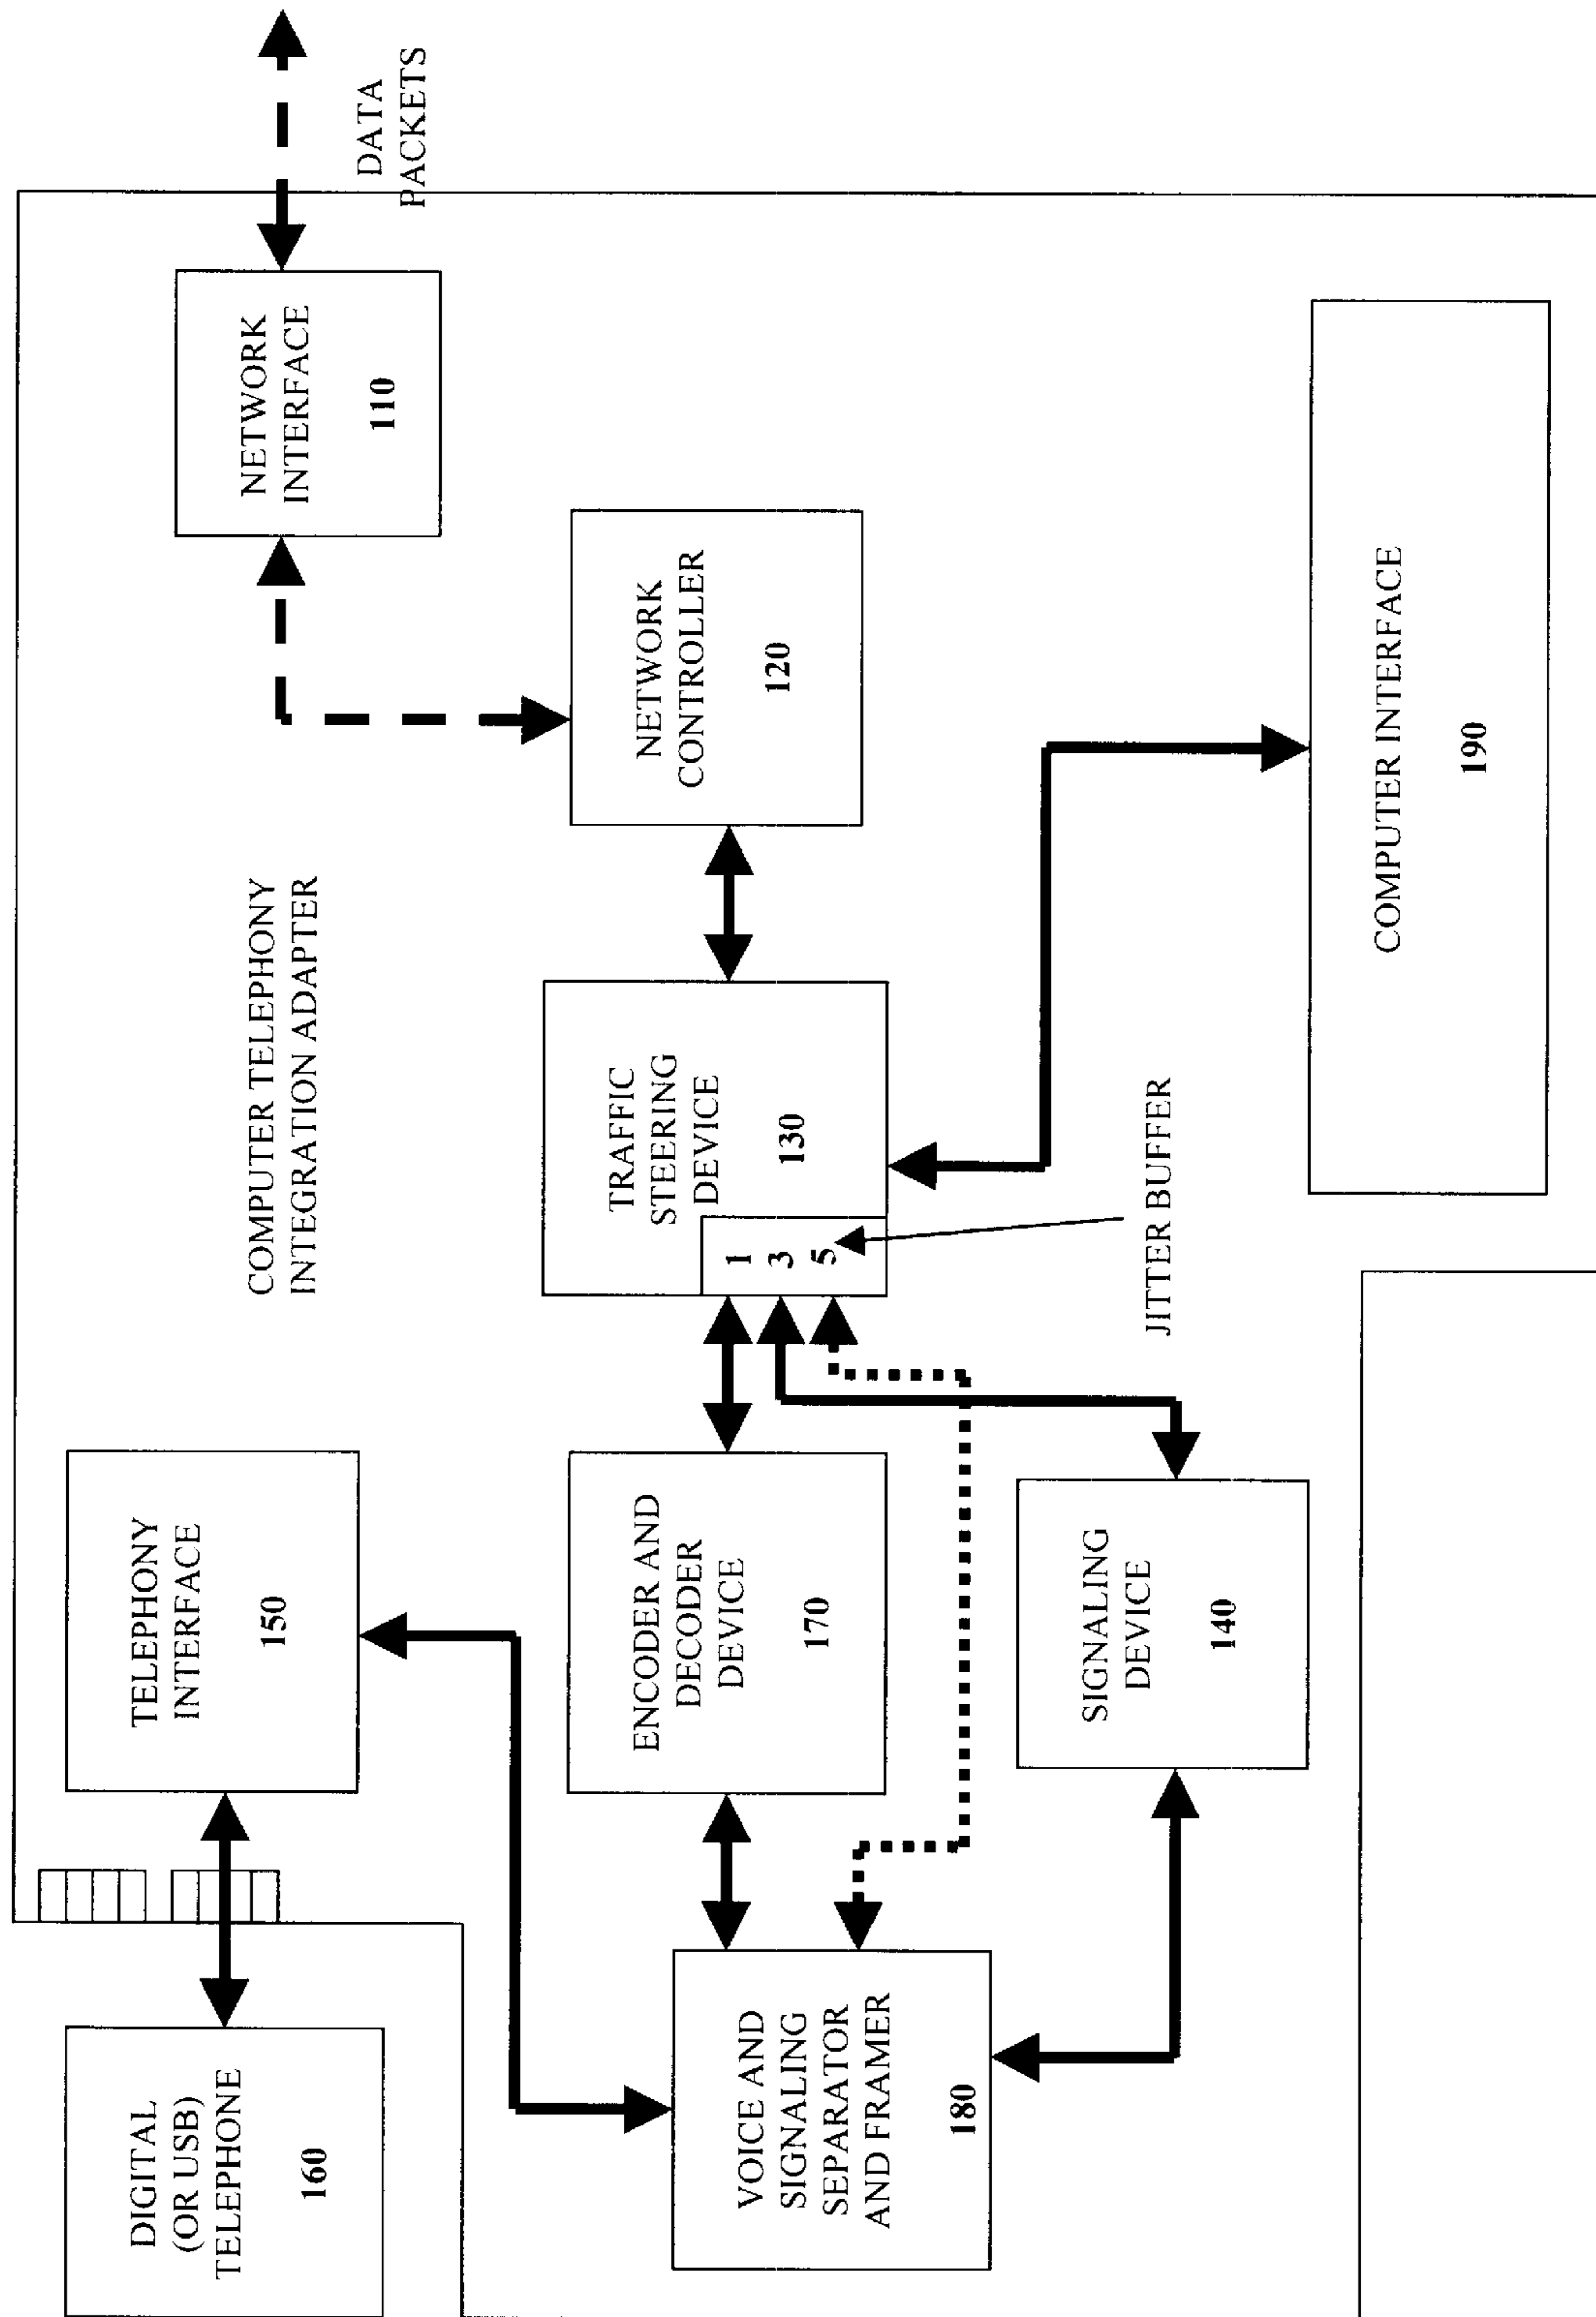 DIGITAL
(OR USB)
TELEPHONE
160
TELEPHONY
INTERFACE
150
COMPUTER TELEPHONY
INTEGRATION ADAPTER
NETWORK
INTERFACE
110
DATA
PACKETS
VOICE AND
SIGNALING
SEPARATOR
AND FRAMER
180
ENCODER AND
DECODER
DEVICE
170
TRAFFIC
STEERING
DEVICE
130
1
3
5
NETWORK
CONTROLLER
120
SIGNALING
DEVICE
140
JITTER BUFFER
COMPUTER INTERFACE
190